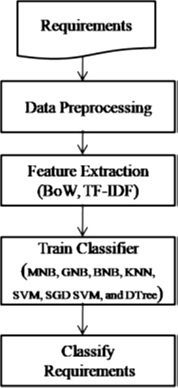 Requirements
Data Preprocessing
Feature Extraction
(BoW, TF-IDF)
Train Classifier
(MNB, GNB, BNB, KNN,
SVM, SGD SVM, and DTree)
Classify
Requirements